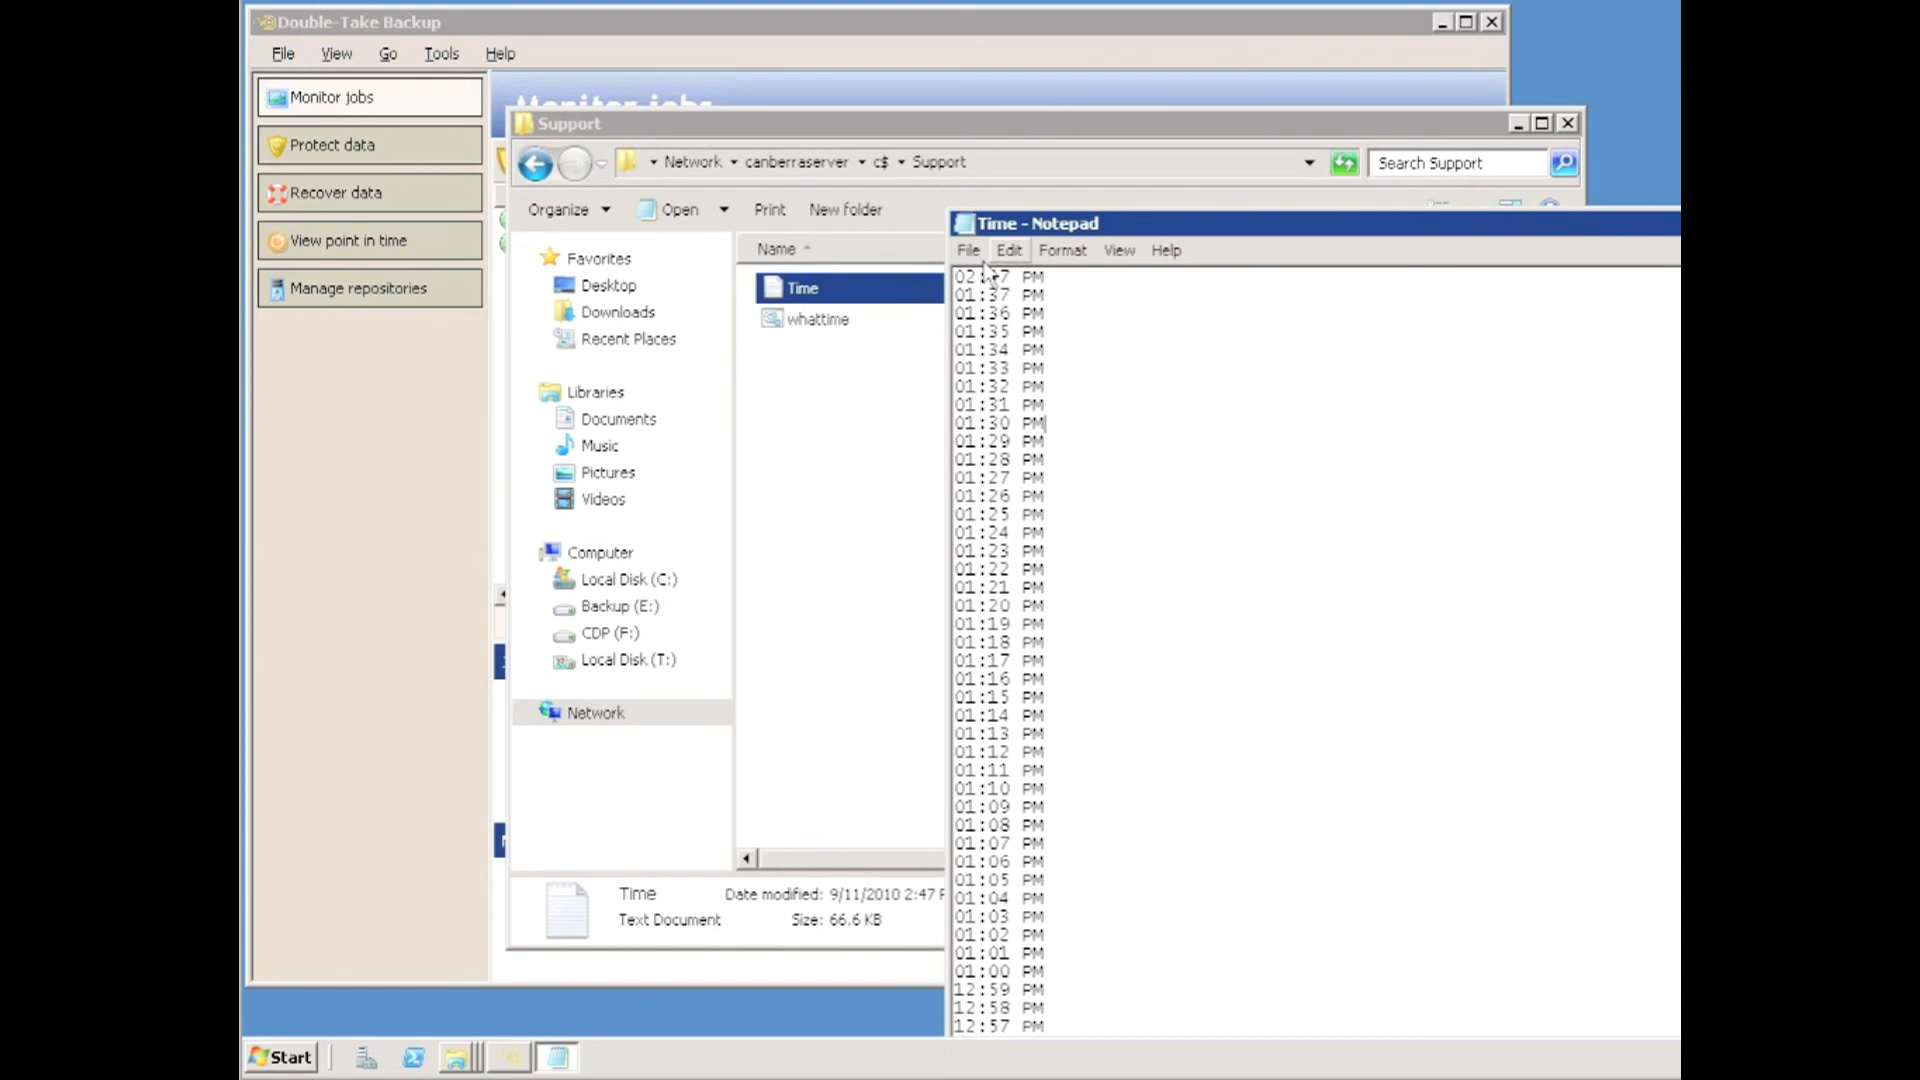 Double-Take Backup
File View Go Tools Help
Monitor jobs
Protect data
Recover data
View point in time
Manage repositories
Monitor jobs
Support
Network canberraserver c$ Support
Search Support
Organize Open Print New folder
Favorites
Desktop
Downloads
Recent Places
Libraries
Documents
Music
Pictures
Videos
Computer
Local Disk (C:)
Backup (E:)
CDP (F:)
Local Disk (T:)
Network
Name
Time
whattime
Time
Date modified: 9/11/2010 2:47
Text Document
Size: 66.6 KB
Time - Notepad
File Edit Format View Help
PM
01:37 PM
01:36 PM
01:35 PM
01:34 PM
01:33 PM
01:32 PM
01:31 PM
01:30 PM
01:29 PM
01:28 PM
01:27 PM
01:26 PM
01:25 PM
01:24 PM
01:23 PM
01:22 PM
01:21 PM
01:20 PM
01:19 PM
01:18 PM
01:17 PM
01:16 PM
01:15 PM
01:14 PM
01:13 PM
01:12 PM
01:11 PM
01:10 PM
01:09 PM
01:08 PM
01:07 PM
01:06 PM
01:05 PM
01:04 PM
01:03 PM
01:02 PM
01:01 PM
01:00 PM
12:59 PM
12:58 PM
12:57 PM
Start